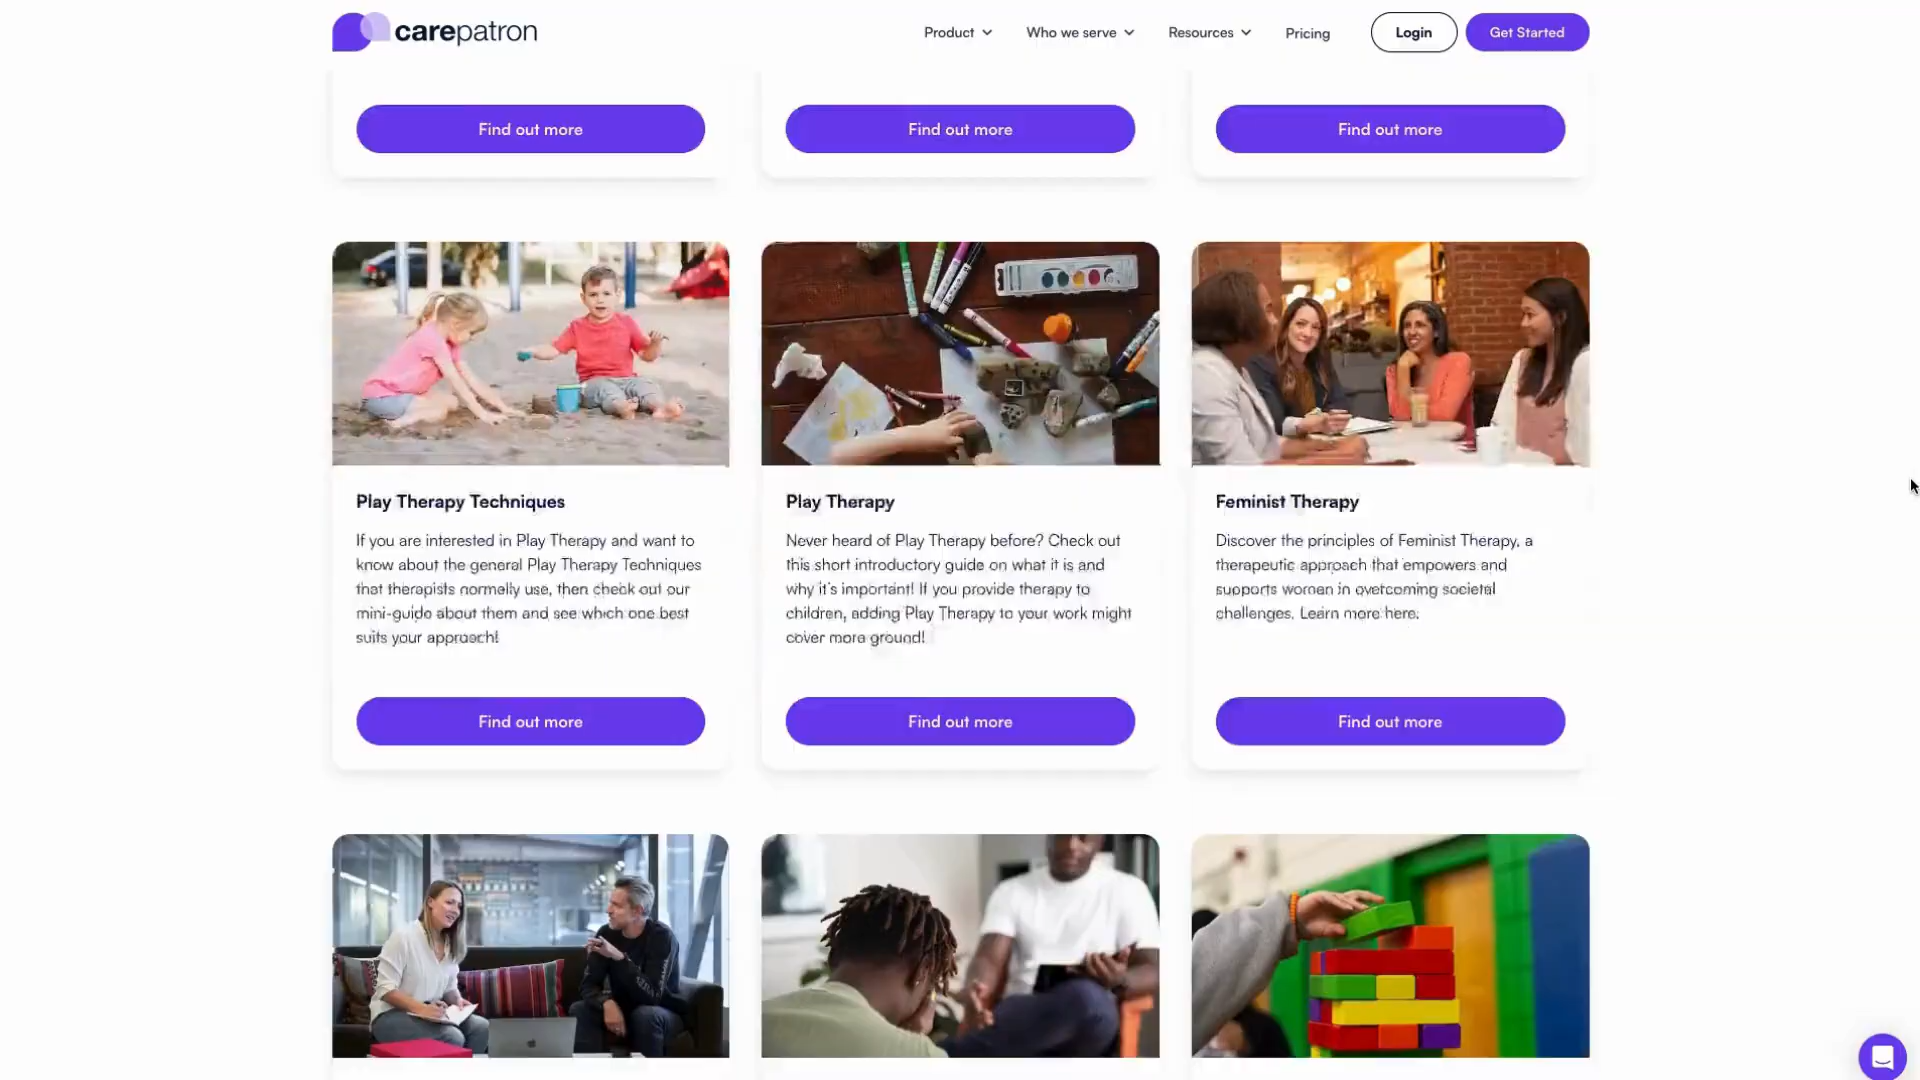 carepatron
Product
Who we serve
Resources
Pricing
Login
Get Started
Find out more
Find out more
Find out more
Play Therapy Techniques
If you are interested in Play Therapy and want to
know about the general Play Therapy Techniques
that therapists normally use, then check out our
mini-guide about them and see which one best
suits your approach!
Find out more
Play Therapy
Never heard of Play Therapy before? Check out
this short introductory guide on what it is and
why it's important! If you provide therapy to
children, adding Play Therapy to your work might
cover more ground!
Find out more
Feminist Therapy
Discover the principles of Feminist Therapy, a
therapeutic approach that empowers and
supports women in overcoming societal
challenges. Learn more here.
Find out more